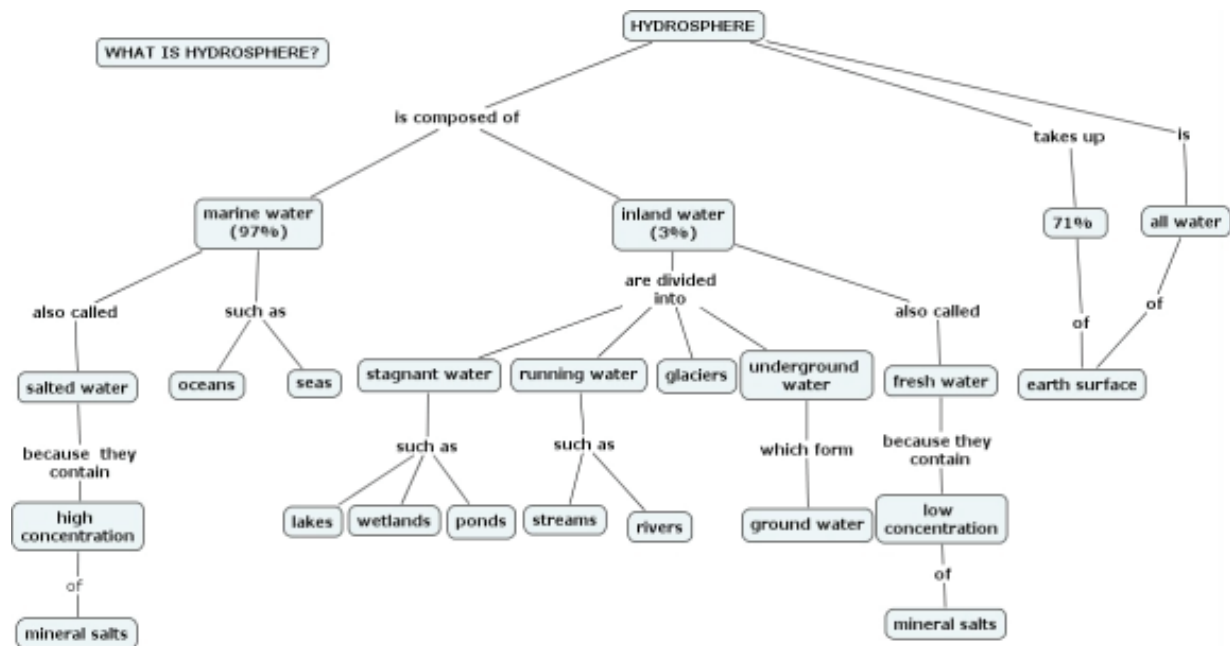 HYDROSPHERE
WHAT IS HYDROSPHERE?
is composed of
takes up
is
marine water
(97%)
inland water
(3%)
71%
all water
also called
such as
are divided
into
also called
of
of
salted water
oceans
seas
stagnant water
running water
glaciers
underground
water
fresh water
earth surface
because they
contain
such as
such as
which form
because they
contain
high
concentration
lakes
wetlands
ponds
streams
rivers
ground water
low
concentration
of
of
mineral salts
mineral salts